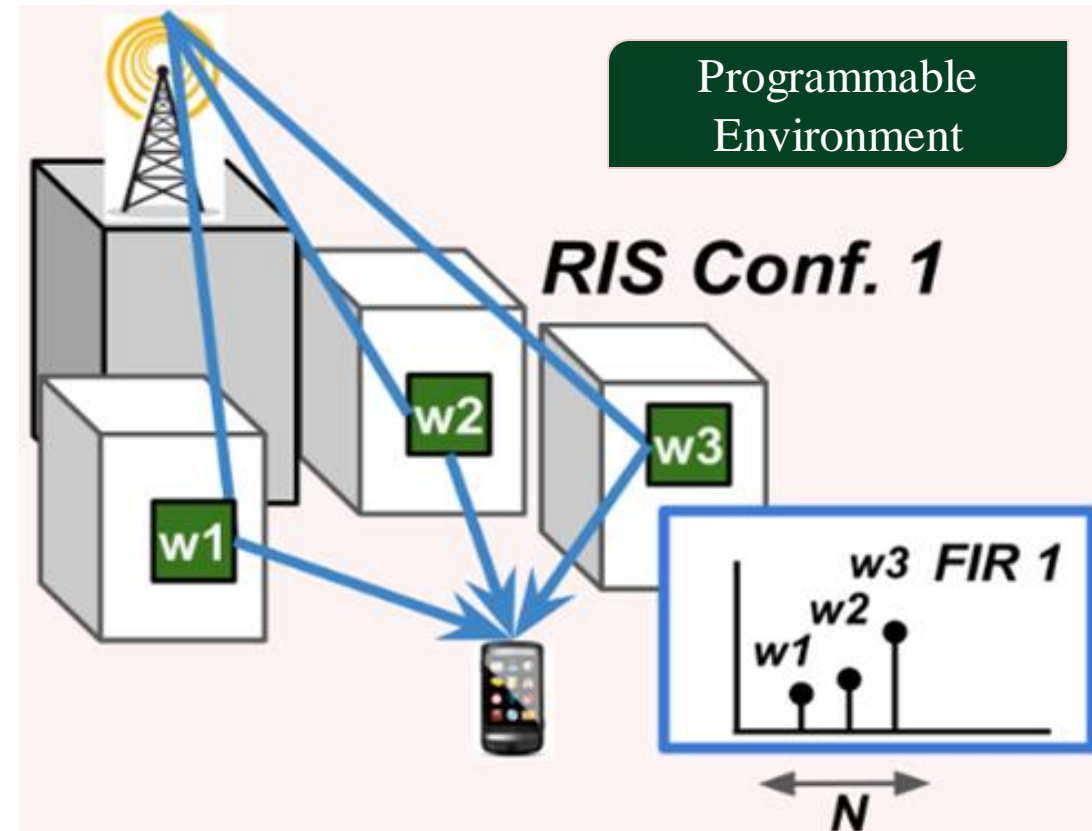 Programmable
Environment
RIS Conf. 1
w2
w3
w1
w3 FIR 1
w2
w1
N